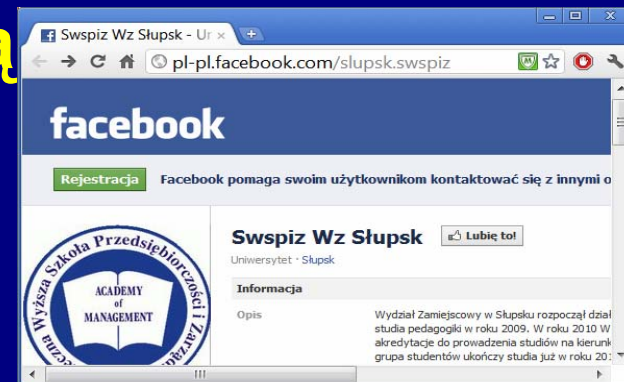 ą
Swspiz Wz Słupsk - Ur
pl-pl.facebook.com/slupsk.swspiz
facebook
Rejestracja Facebook pomaga swoim użytkownikom kontaktować się z innymi o
Wyższa Szkoła Przedsiębiorczości i Zarz
eczna
ACADEMY
of
MANAGEMENT
Swspiz Wz Słupsk Lubię to!
Uniwersytet · Słupsk
Informacja
Opis Wydział Zamiejscowy w Słupsku rozpoczął dział
studia pedagogiki w roku 2009. W roku 2010 W
akredytacje do prowadzenia studiów na kierunk
grupa studentów ukończy studia już w roku 20